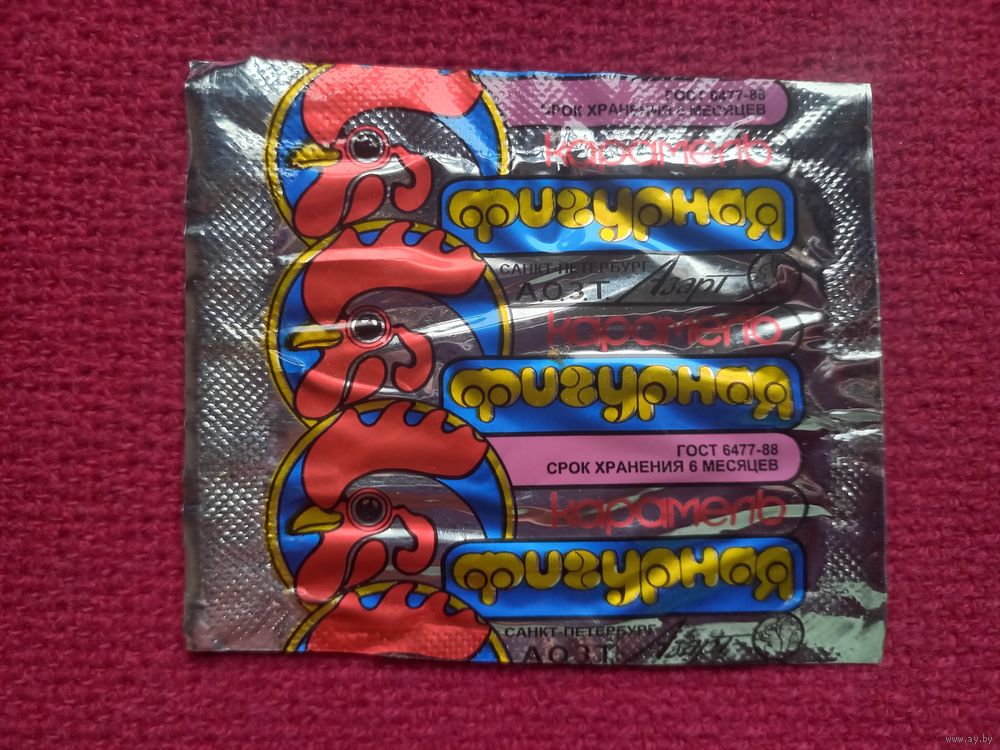 ГОСТ 6477-88
СРОК ХРАНЕНИЯ 6 МЕСЯЦЕВ
карамель
фигурная
САНКТ-ПЕТЕРБУРГ
А.О.З.Т.
карамель
фигурная
ГОСТ 6477-88
СРОК ХРАНЕНИЯ 6 МЕСЯЦЕВ
карамель
фигурная
САНКТ-ПЕТЕРБУРГ
А.О.З.Т.
www.ay.by